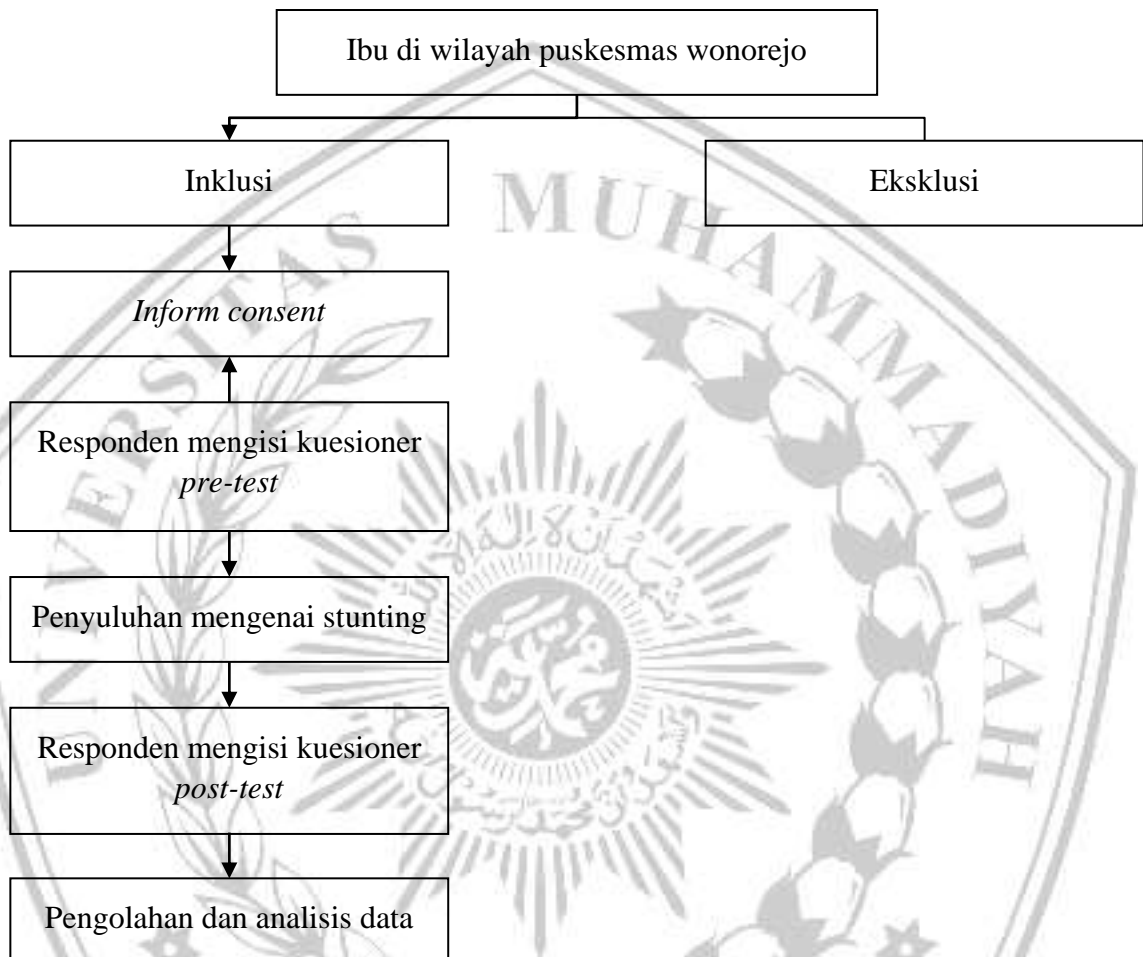 Ibu di wilayah puskesmas wonorejo
Inklusi
Eksklusi
Inform consent
Responden mengisi kuesioner
pre-test
Penyuluhan mengenai stunting
Responden mengisi kuesioner
post-test
Pengolahan dan analisis data
UNIVERSITAS MUHAMMADIYAH